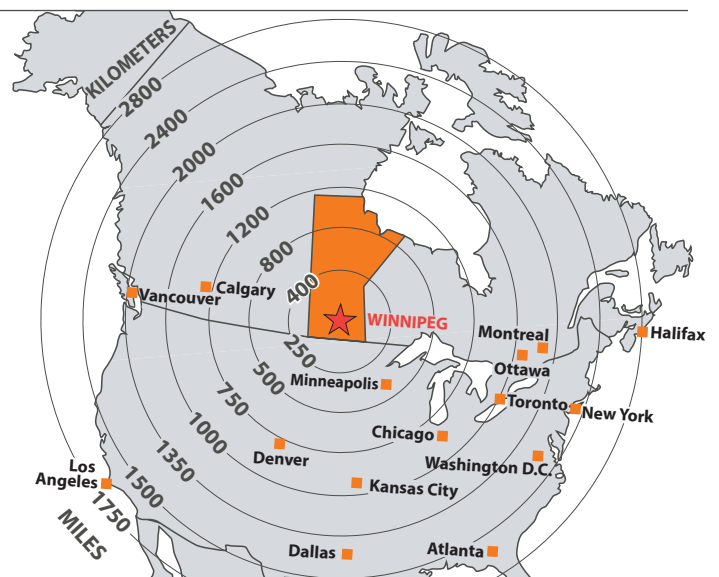 KILOMETERS
2800
2400
2000
1600
1200
800
400
Calgary
Vancouver
WINNIPEG
Montreal
Halifax
250
Ottawa
500
Minneapolis
750
Toronto
New York
1000
Chicago
Denver
Washington D.C.
1350
Los
Angeles
1500
Kansas City
1750
MILES
Dallas
Atlanta